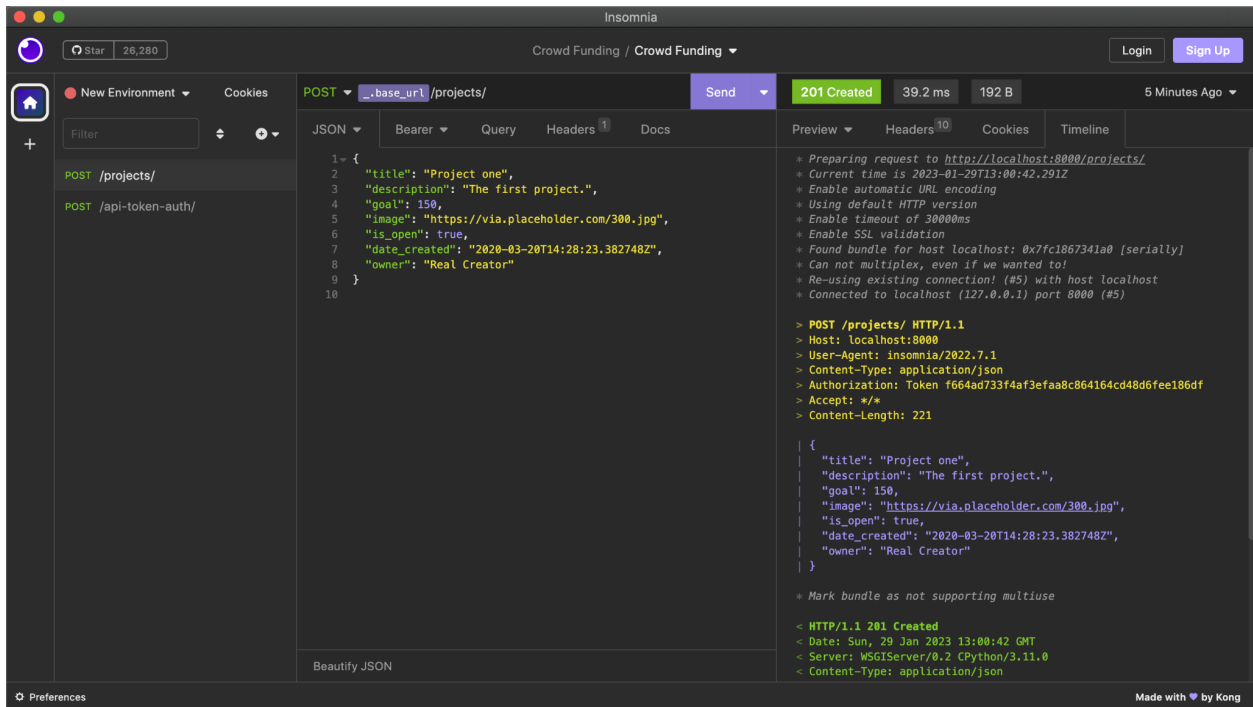 Insomnia
Star 26,280
Crowd Funding / Crowd Funding
Login
Sign Up
New Environment
Cookies
Filter
POST /projects/
POST /api-token-auth/
POST _.base_url /projects/
Send
JSON Bearer Query Headers 1 Docs
1 {
2 "title": "Project one",
3 "description": "The first project.",
4 "goal": 150,
5 "image": "https://via.placeholder.com/300.jpg",
6 "is_open": true,
7 "date_created": "2020-03-20T14:28:23.382748Z",
8 "owner": "Real Creator"
9 }
10
Beautify JSON
201 Created 39.2 ms 192 B 5 Minutes Ago
Preview Headers 10 Cookies Timeline
* Preparing request to http://localhost:8000/projects/
* Current time is 2023-01-29T13:00:42.291Z
* Enable automatic URL encoding
* Using default HTTP version
* Enable timeout of 30000ms
* Enable SSL validation
* Found bundle for host localhost: 0x7fc1867341a0 [serially]
* Can not multiplex, even if we wanted to!
* Re-using existing connection! (#5) with host localhost
* Connected to localhost (127.0.0.1) port 8000 (#5)
> POST /projects/ HTTP/1.1
> Host: localhost:8000
> User-Agent: insomnia/2022.7.1
> Content-Type: application/json
> Authorization: Token f664ad733f4af3efaa8c864164cd48d6fee186df
> Accept: */*
> Content-Length: 221
| {
| "title": "Project one",
| "description": "The first project.",
| "goal": 150,
| "image": "https://via.placeholder.com/300.jpg",
| "is_open": true,
| "date_created": "2020-03-20T14:28:23.382748Z",
| "owner": "Real Creator"
| }
* Mark bundle as not supporting multiuse
< HTTP/1.1 201 Created
< Date: Sun, 29 Jan 2023 13:00:42 GMT
< Server: WSGIServer/0.2 CPython/3.11.0
< Content-Type: application/json
Preferences
Made with ♥ by Kong